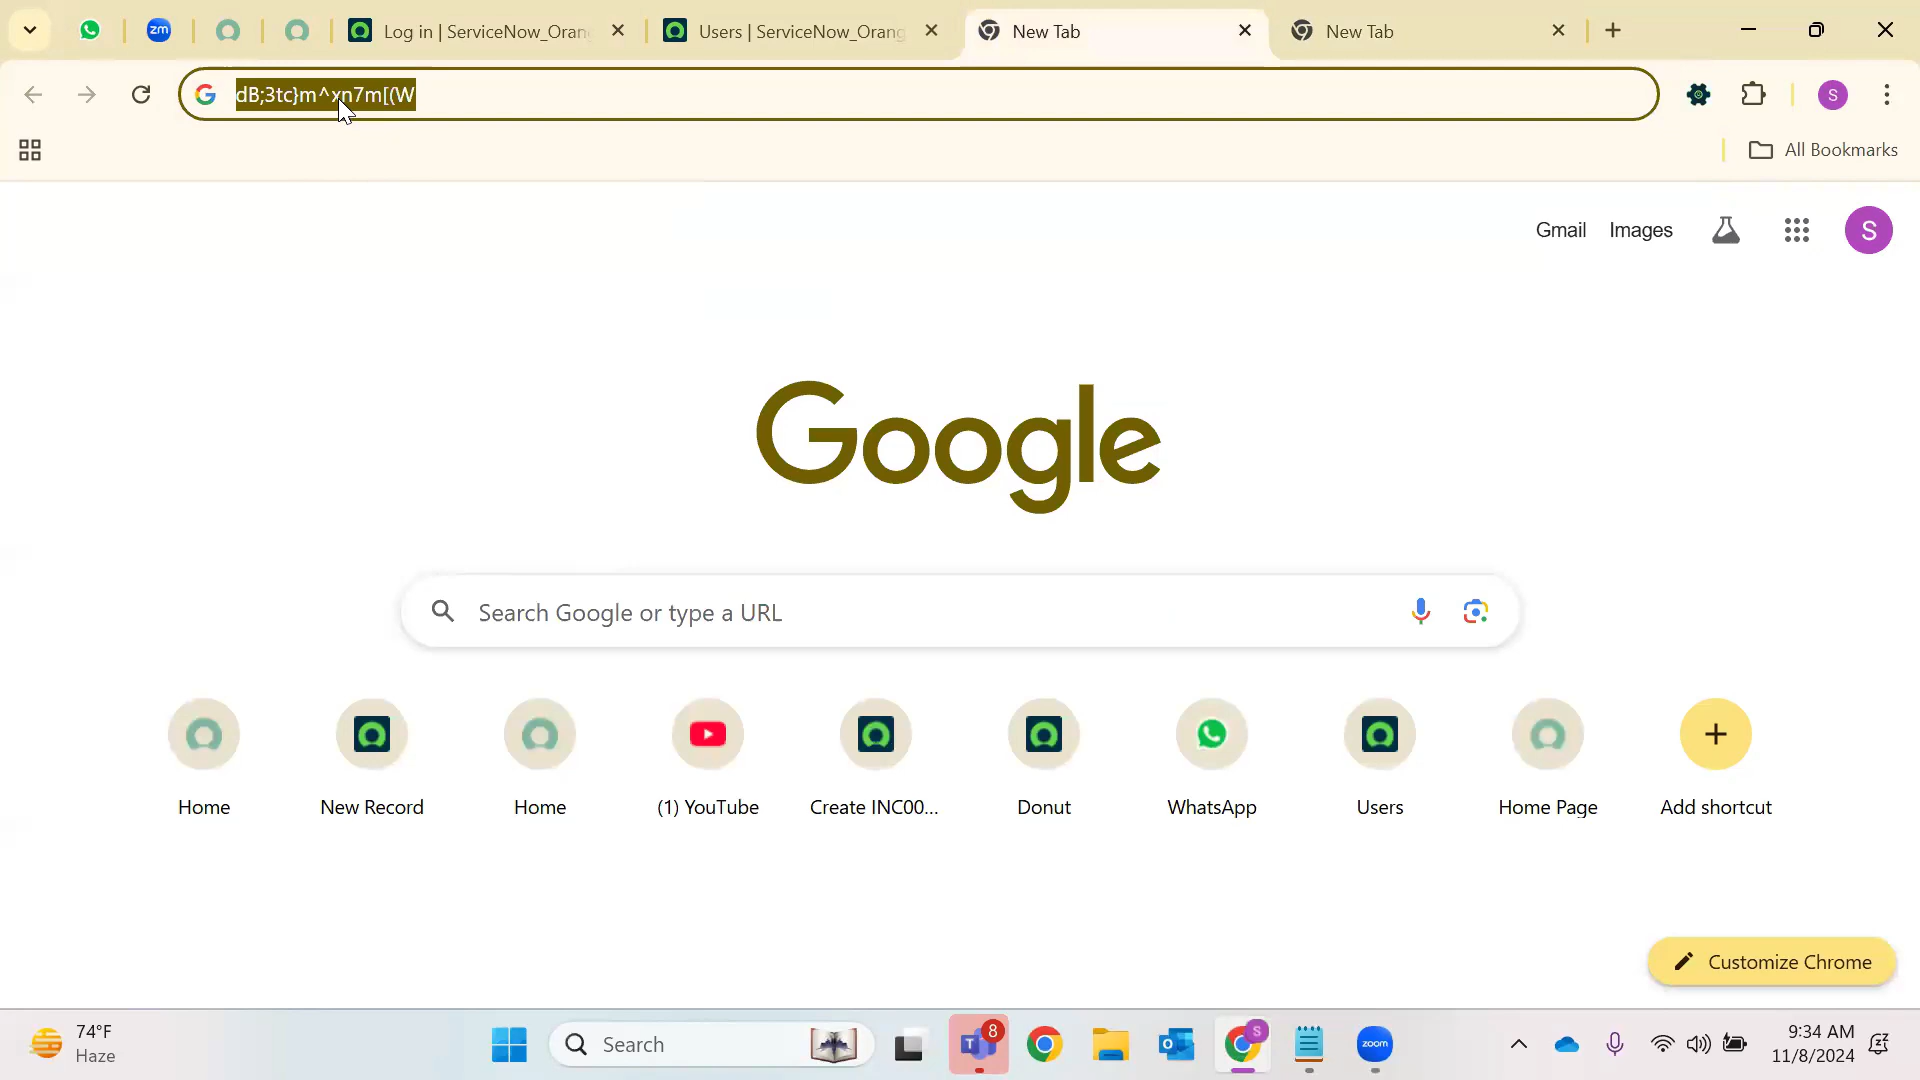 zm
Log in | ServiceNow_Oran
Users | ServiceNow_Orang
New Tab
New Tab
dB;3tc}m^xn7m[(W
S
All Bookmarks
Gmail
Images
S
Google
Search Google or type a URL
Home
New Record
Home
(1) YouTube
Create INC00...
Donut
WhatsApp
Users
Home Page
Add shortcut
Customize Chrome
74°F
Haze
Search
8
S
zoom
9:34 AM
11/8/2024